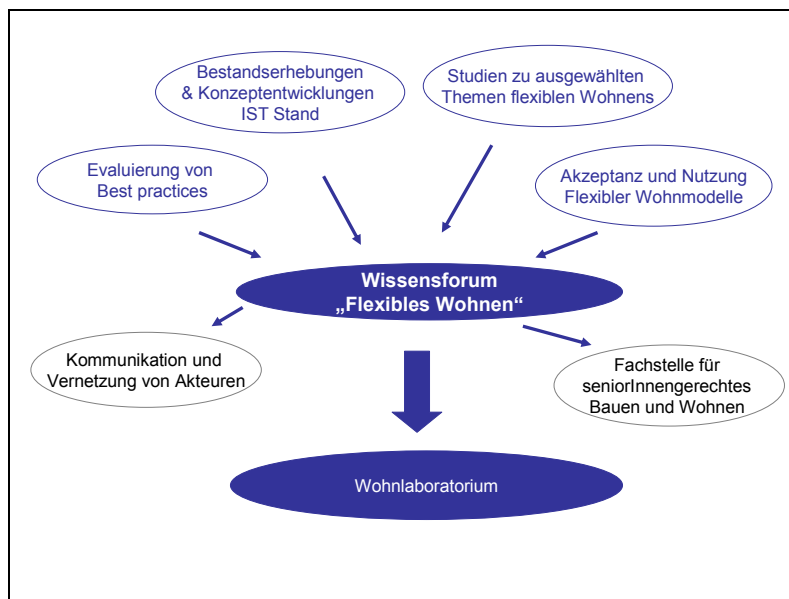 Bestandserhebungen
& Konzeptentwicklungen
IST Stand
Studien zu ausgewählten
Themen flexiblen Wohnens
Evaluierung von
Best practices
Akzeptanz und Nutzung
Flexibler Wohnmodelle
Wissensforum
„Flexibles Wohnen“
Kommunikation und
Vernetzung von Akteuren
Fachstelle für
seniorInnengerechtes
Bauen und Wohnen
Wohnlaboratorium